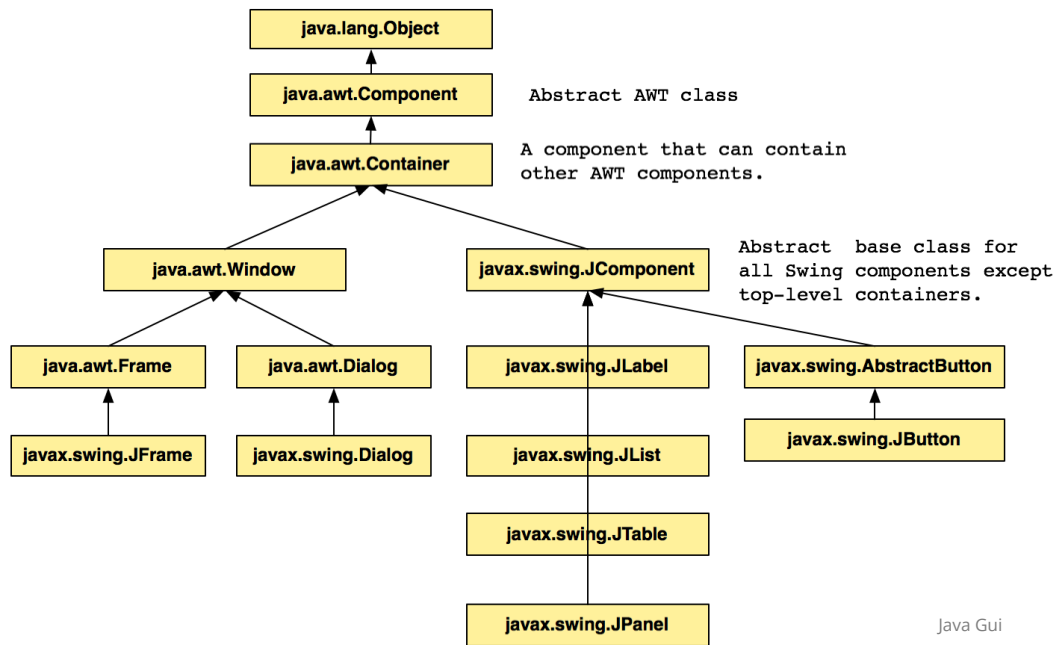 java.lang.Object
java.awt.Component
Abstract AWT class
java.awt.Container
A component that can contain
other AWT components.
java.awt.Window
javax.swing.JComponent
Abstract base class for
all Swing components except
top-level containers.
java.awt.Frame
java.awt.Dialog
javax.swing.JLabel
javax.swing.AbstractButton
javax.swing.JFrame
javax.swing.Dialog
javax.swing.JList
javax.swing.JButton
javax.swing.JTable
javax.swing.JPanel
Java Gui